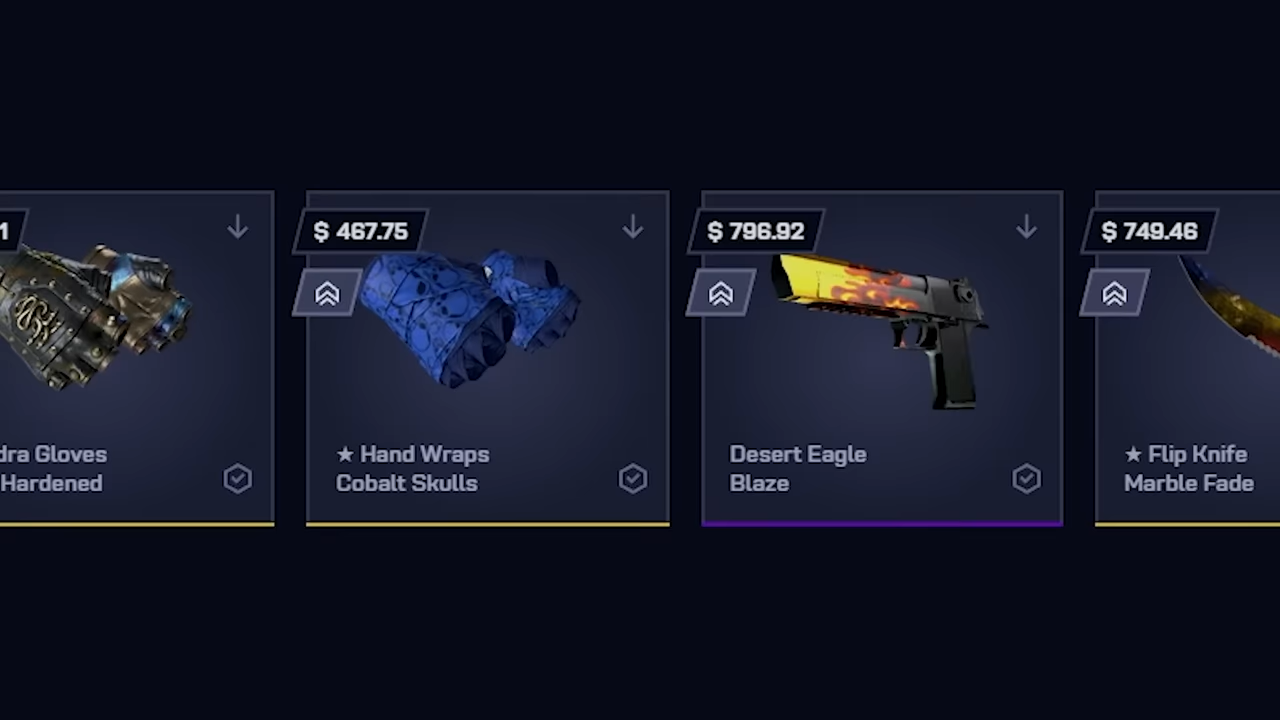 1
$ 467.75
$ 796.92
$ 749.46
dra Gloves
Hardened
★ Hand Wraps
Cobalt Skulls
Desert Eagle
Blaze
★ Flip Knife
Marble Fade